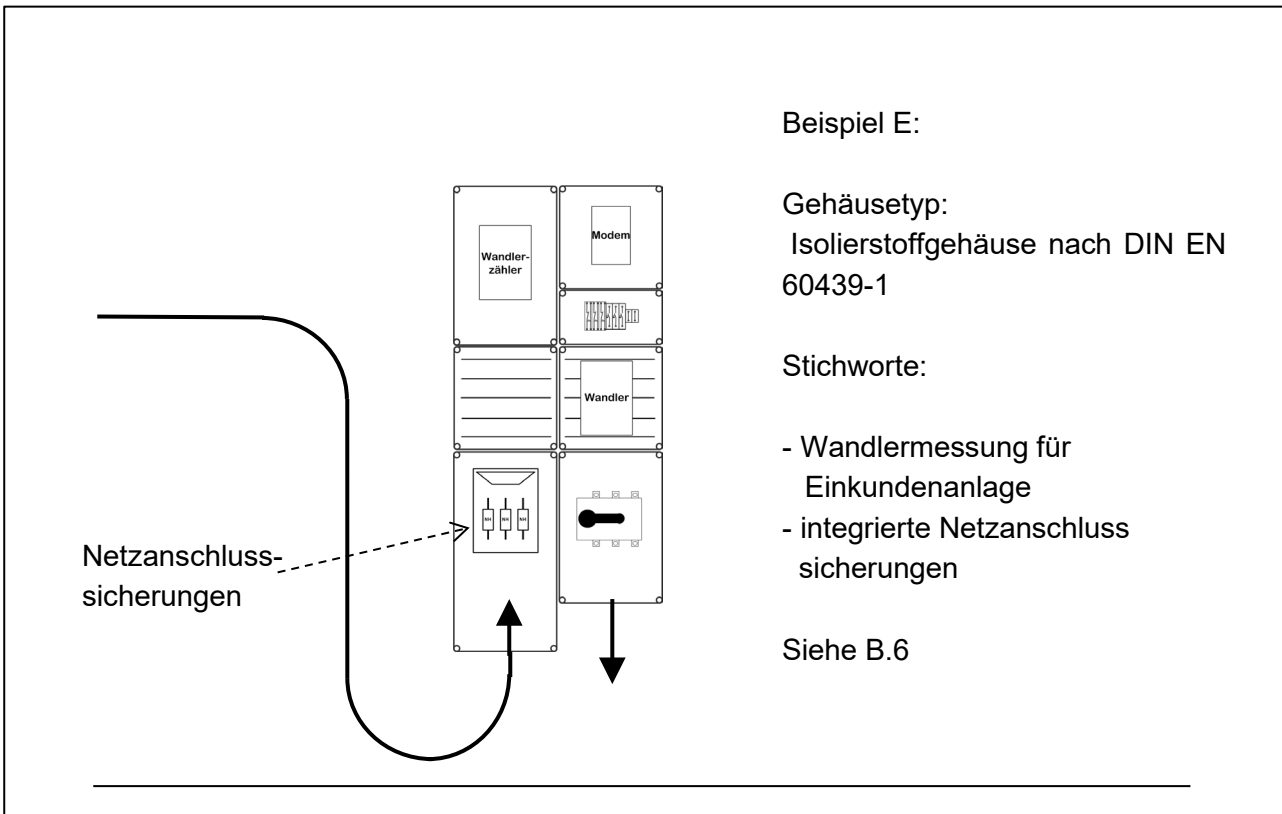 Beispiel E:
Gehäusetyp:
Isolierstoffgehäuse nach DIN EN
60439-1
Stichworte:
- Wandlermessung für
Einkundenanlage
- integrierte Netzanschluss
sicherungen
Siehe B.6
Wandler-
zähler
Modem
Wandler
NH NH NH
Netzanschluss-
sicherungen